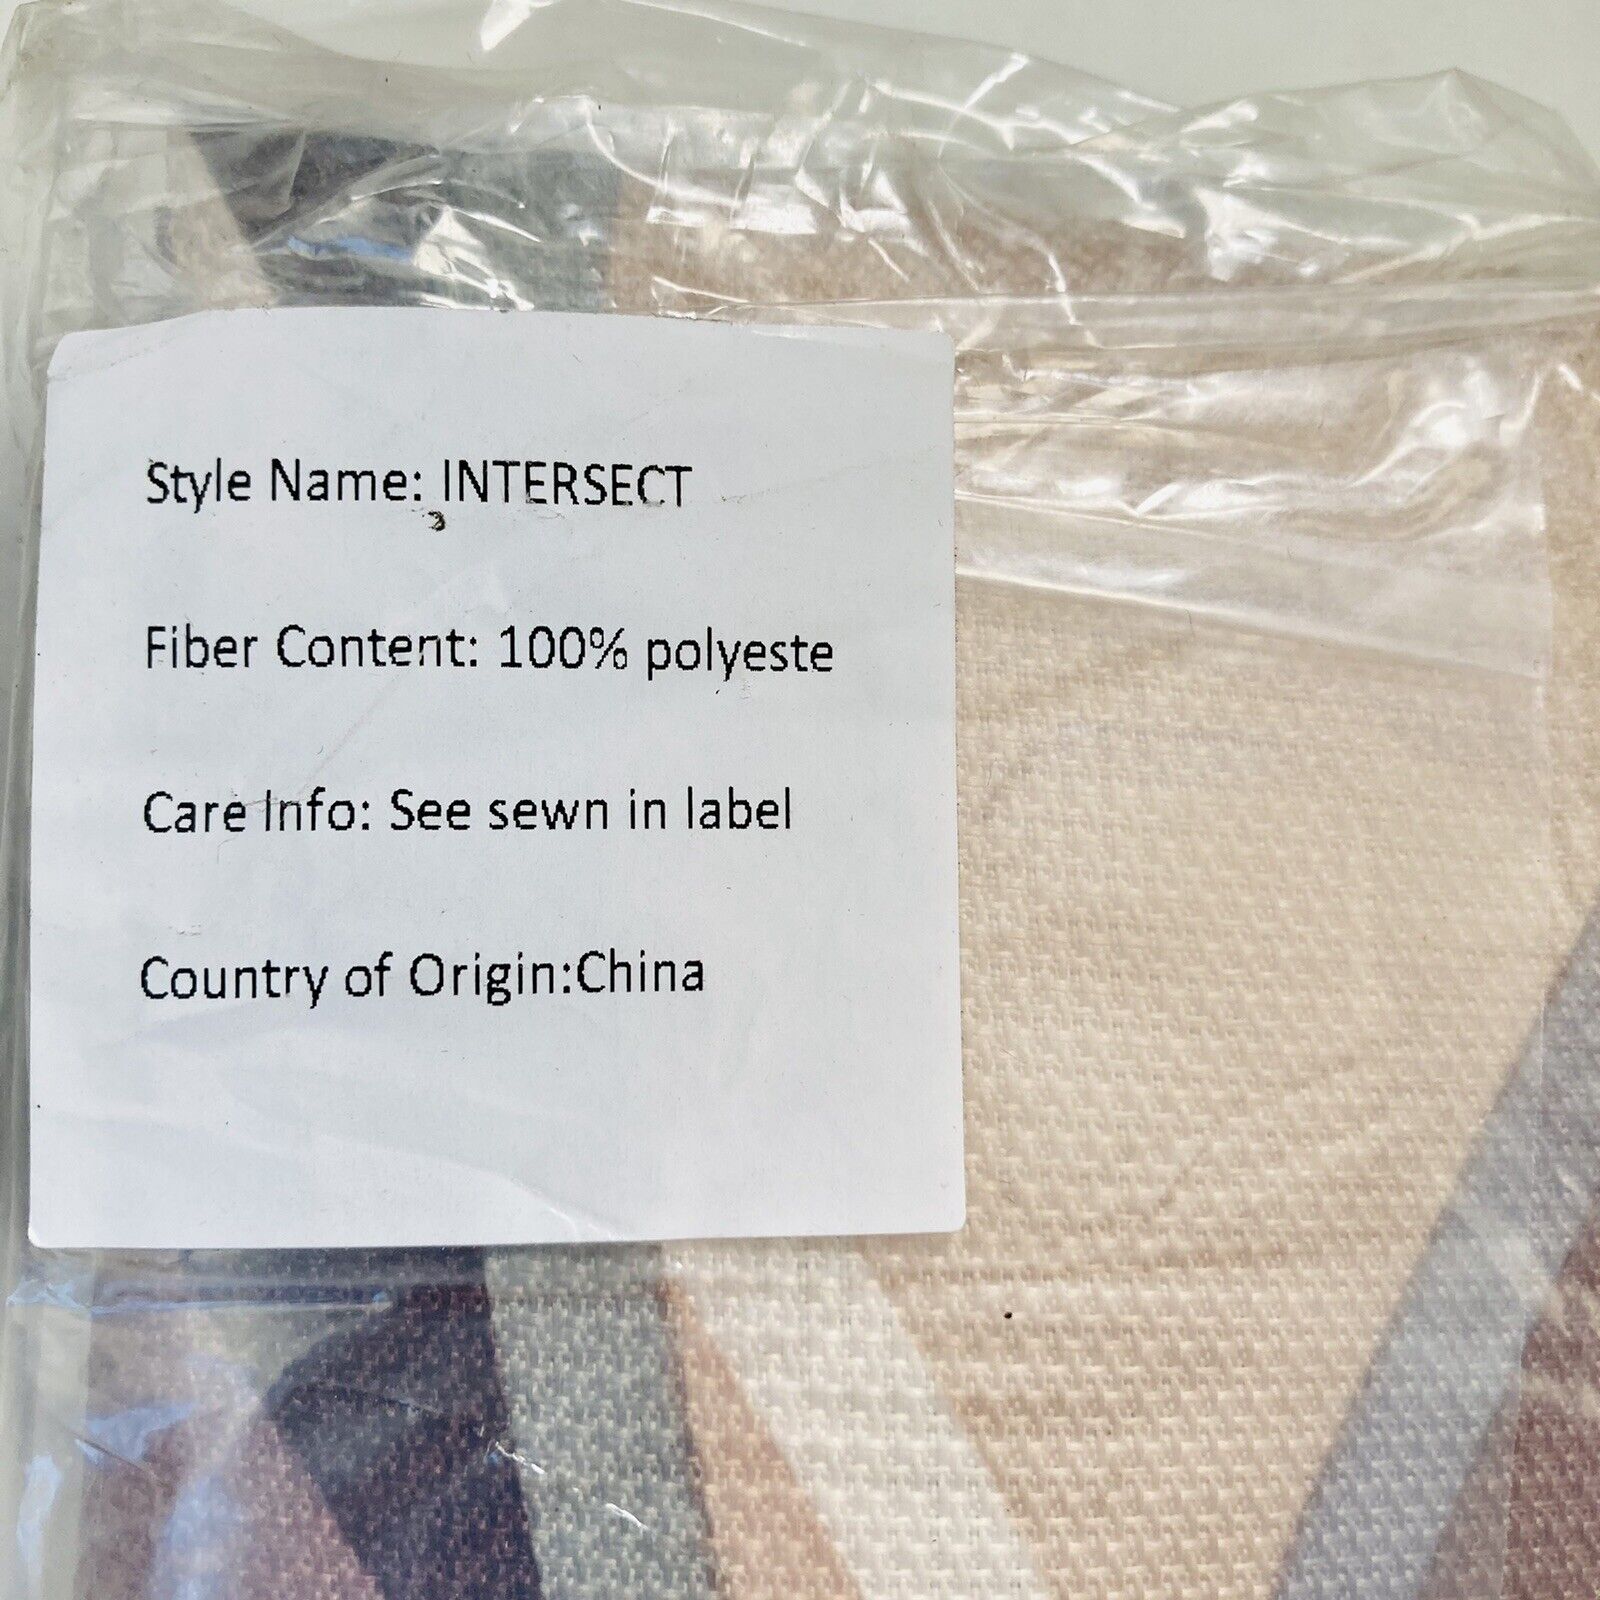 Style Name: INTERSECT
Fiber Content: 100% polyeste
Care Info: See sewn in label
Country of Origin:China